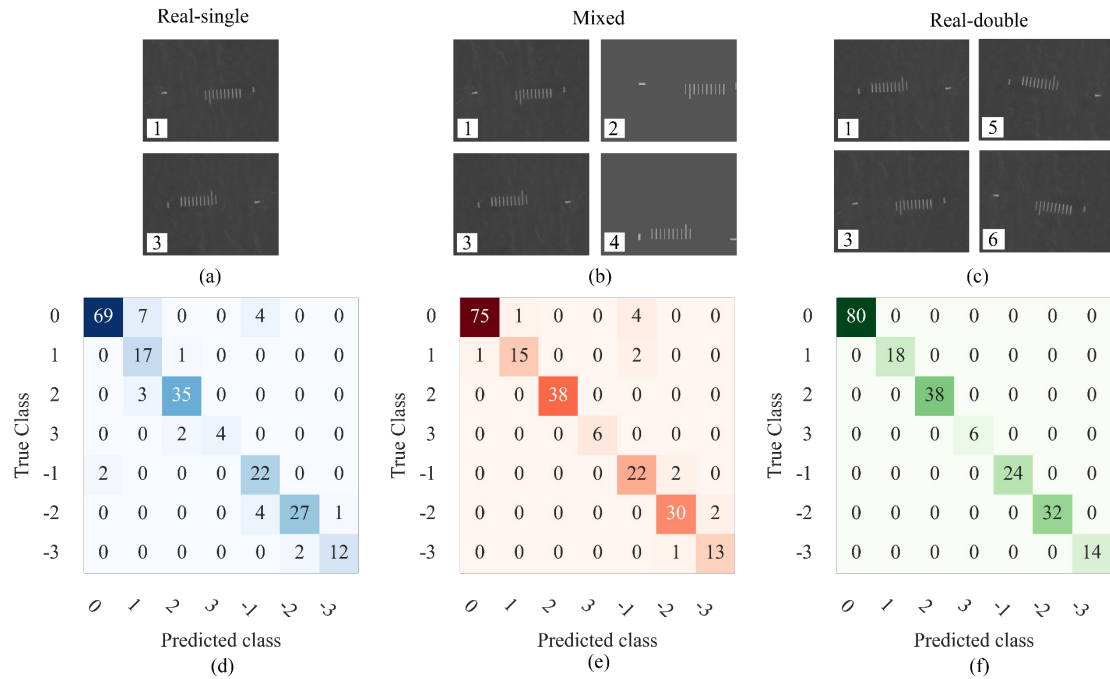 Real-single
Mixed
Real-double
1
1
2
1
5
3
3
4
3
6
(a)
(b)
(c)
True Class
0 69 7 0 0 4 0 0
1 0 17 1 0 0 0 0
2 0 3 35 0 0 0 0
3 0 0 2 4 0 0 0
-1 2 0 0 0 22 0 0
-2 0 0 0 0 4 27 1
-3 0 0 0 0 0 2 12
0 1 2 3 -1 -2 -3
Predicted class
(d)
True Class
0 75 1 0 0 4 0 0
1 1 15 0 0 2 0 0
2 0 0 38 0 0 0 0
3 0 0 0 6 0 0 0
-1 0 0 0 0 22 2 0
-2 0 0 0 0 0 30 2
-3 0 0 0 0 0 1 13
0 1 2 3 -1 -2 -3
Predicted class
(e)
True Class
0 80 0 0 0 0 0 0
1 0 18 0 0 0 0 0
2 0 0 38 0 0 0 0
3 0 0 0 6 0 0 0
-1 0 0 0 0 24 0 0
-2 0 0 0 0 0 32 0
-3 0 0 0 0 0 0 14
0 1 2 3 -1 -2 -3
Predicted class
(f)